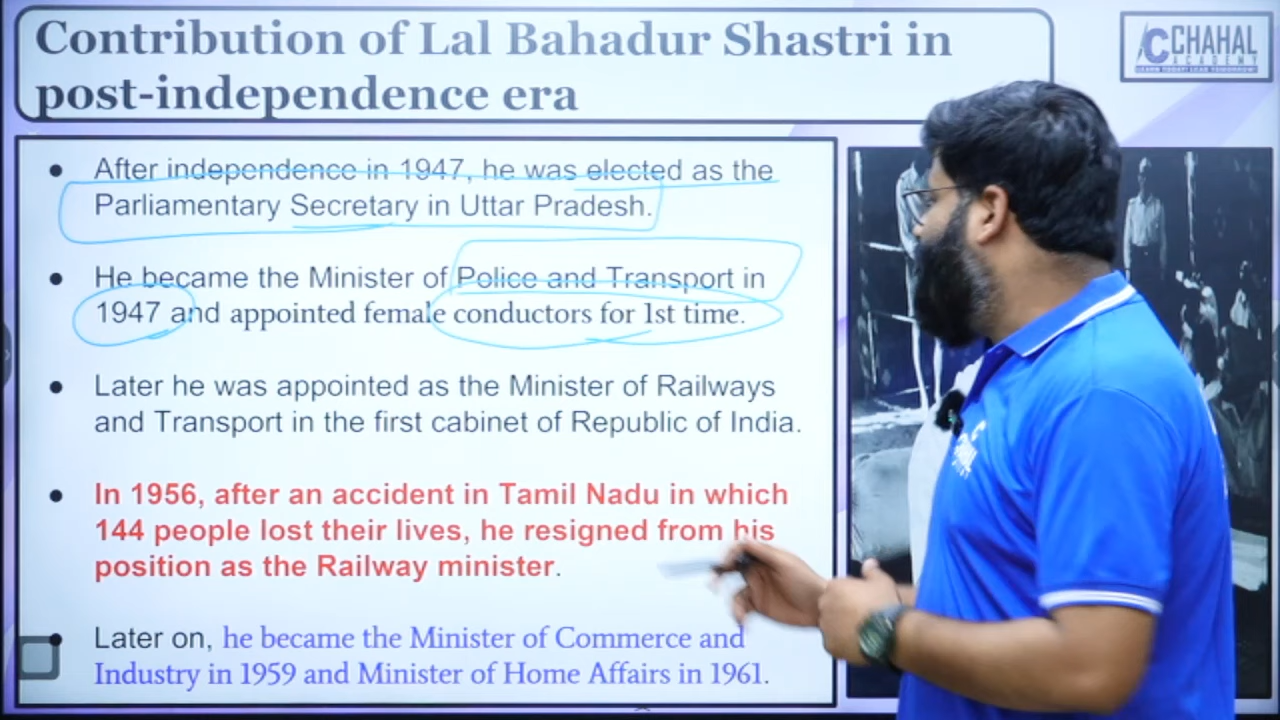 Contribution of Lal Bahadur Shastri in
post-independence era
CHAHAL
ACADEMY
LEARN TODAY! LEAD TOMORROW!
• After independence in 1947, he was elected as the
Parliamentary Secretary in Uttar Pradesh.
• He became the Minister of Police and Transport in
1947 and appointed female conductors for 1st time.
• Later he was appointed as the Minister of Railways
and Transport in the first cabinet of Republic of India.
• In 1956, after an accident in Tamil Nadu in which
144 people lost their lives, he resigned from his
position as the Railway minister.
• Later on, he became the Minister of Commerce and
Industry in 1959 and Minister of Home Affairs in 1961.